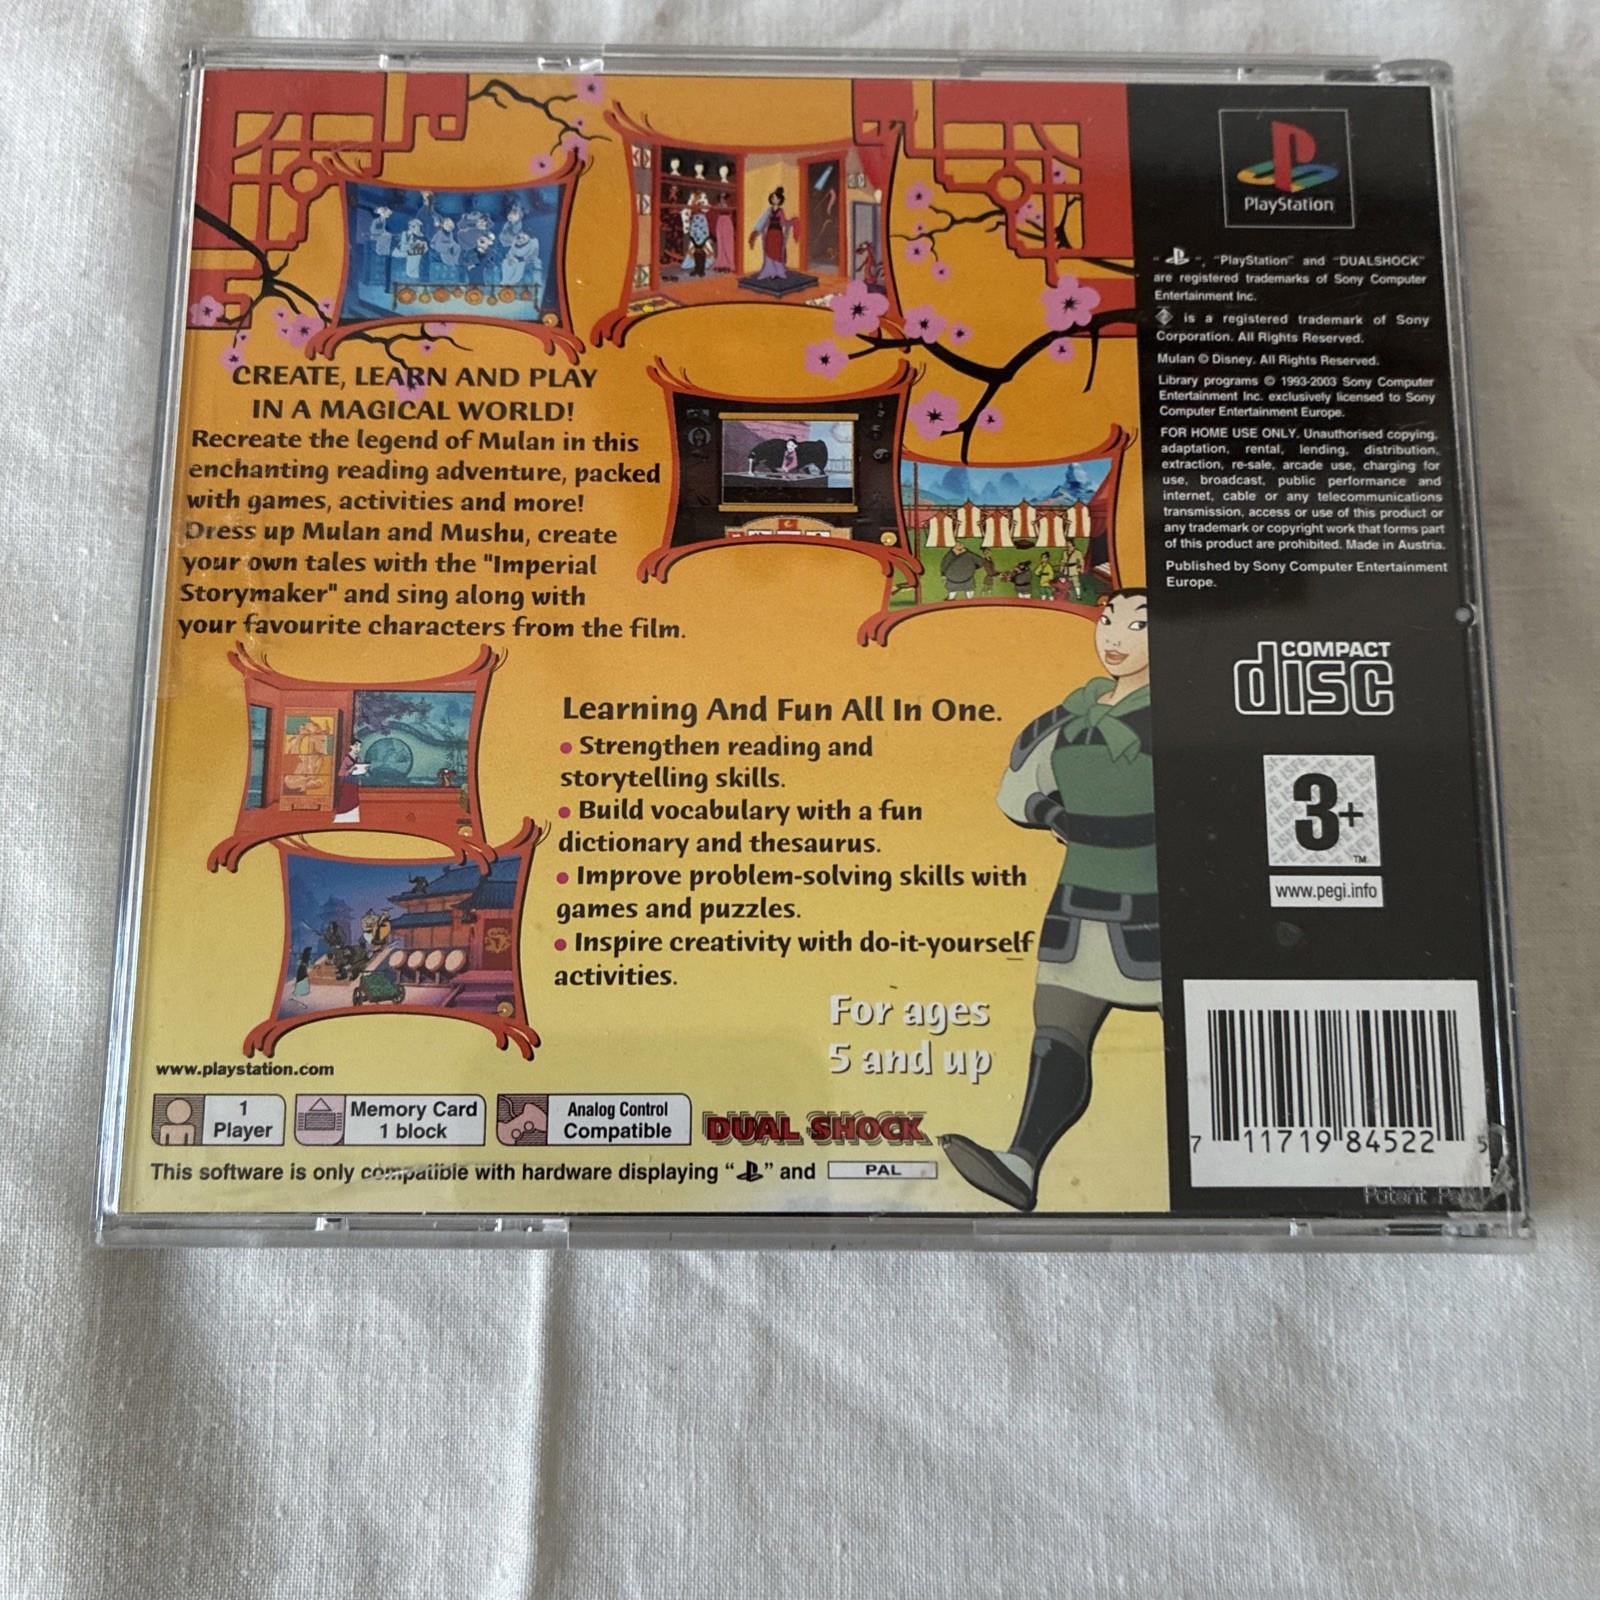 CREATE, LEARN AND PLAY
IN A MAGICAL WORLD!
Recreate the legend of Mulan in this
enchanting reading adventure, packed
with games, activities and more!
Dress up Mulan and Mushu, create
your own tales with the "Imperial
Storymaker" and sing along with
your favourite characters from the film.
Learning And Fun All In One.
• Strengthen reading and
storytelling skills.
• Build vocabulary with a fun
dictionary and thesaurus.
• Improve problem-solving skills with
games and puzzles.
• Inspire creativity with do-it-yourself
activities.
For ages
5 and up
www.playstation.com
1
Player
Memory Card
1 block
Analog Control
Compatible
DUAL SHOCK™
This software is only compatible with hardware displaying “ ” and PAL
PlayStation
“ ”, “PlayStation” and “DUALSHOCK”
are registered trademarks of Sony Computer
Entertainment Inc.
is a registered trademark of Sony
Corporation. All Rights Reserved.
Mulan © Disney. All Rights Reserved.
Library programs © 1993-2003 Sony Computer
Entertainment Inc. exclusively licensed to Sony
Computer Entertainment Europe.
FOR HOME USE ONLY. Unauthorised copying,
adaptation, rental, lending, distribution,
extraction, re-sale, arcade use, charging for
use, broadcast, public performance and
internet, cable or any telecommunications
transmission, access or use of this product or
any trademark or copyright work that forms part
of this product are prohibited. Made in Austria.
Published by Sony Computer Entertainment
Europe.
COMPACT
disc
3+
™
www.pegi.info
7 11719 84522 5
Patent